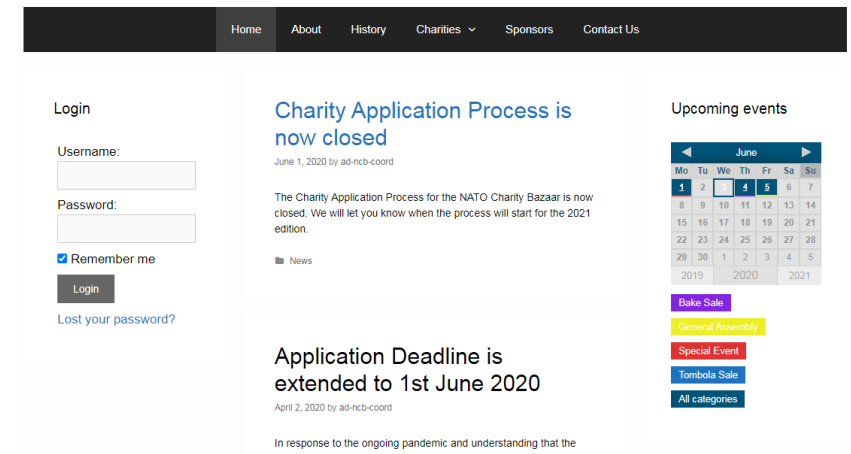 Home About History Charities Sponsors Contact Us
Login
Username:
Password:
Remember me
Login
Lost your password?
Charity Application Process is
now closed
June 1, 2020 by ad-ncb-coord
The Charity Application Process for the NATO Charity Bazaar is now
closed. We will let you know when the process will start for the 2021
edition.
News
Application Deadline is
extended to 1st June 2020
April 2, 2020 by ad-ncb-coord
In response to the ongoing pandemic and understanding that the
Upcoming events
June
Mo Tu We Th Fr Sa Su
1 2 3 4 5 6 7
8 9 10 11 12 13 14
15 16 17 18 19 20 21
22 23 24 25 26 27 28
29 30 1 2 3 4 5
2019 2020 2021
Bake Sale
General Assembly
Special Event
Tombola Sale
All categories